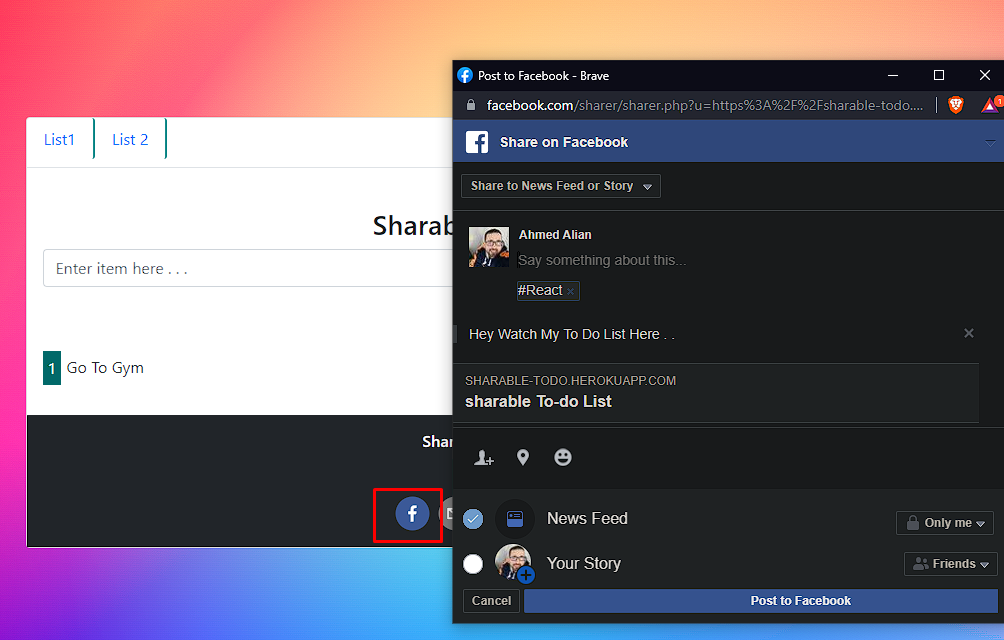 List1
List 2
Sharab
Enter item here . . .
1 Go To Gym
Shar
Post to Facebook - Brave
facebook.com/sharer/sharer.php?u=https%3A%2F%2Fsharable-todo....
1
Share on Facebook
Share to News Feed or Story
Ahmed Alian
Say something about this...
#React ×
Hey Watch My To Do List Here . .
SHARABLE-TODO.HEROKUAPP.COM
sharable To-do List
News Feed
Only me
Your Story
Friends
Cancel
Post to Facebook